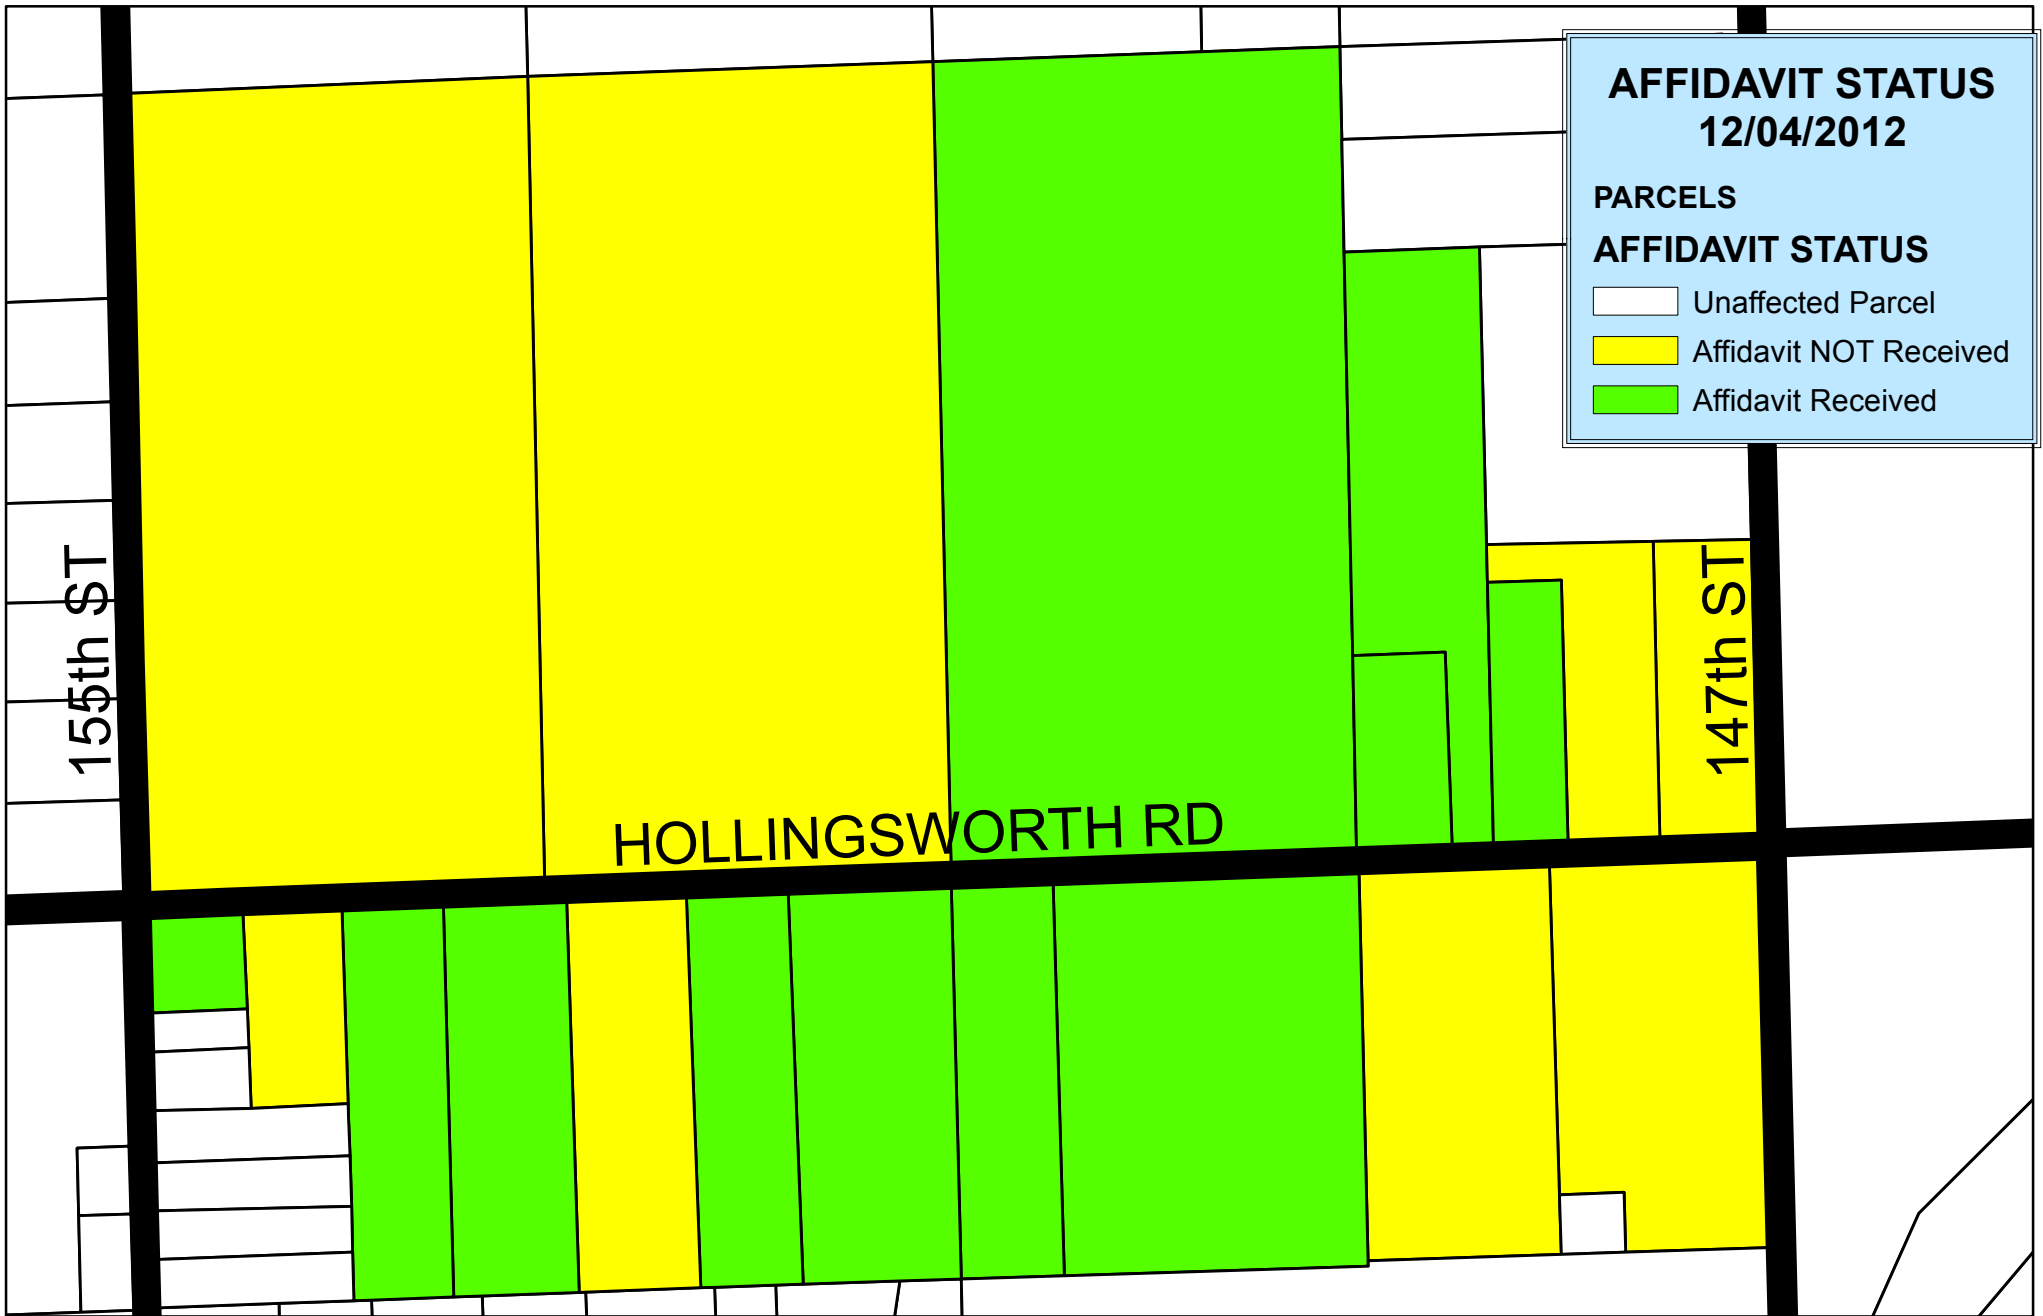 AFFIDAVIT STATUS
12/04/2012
PARCELS
AFFIDAVIT STATUS
Unaffected Parcel
Affidavit NOT Received
Affidavit Received
155th ST
147th ST
HOLLINGSWORTH RD